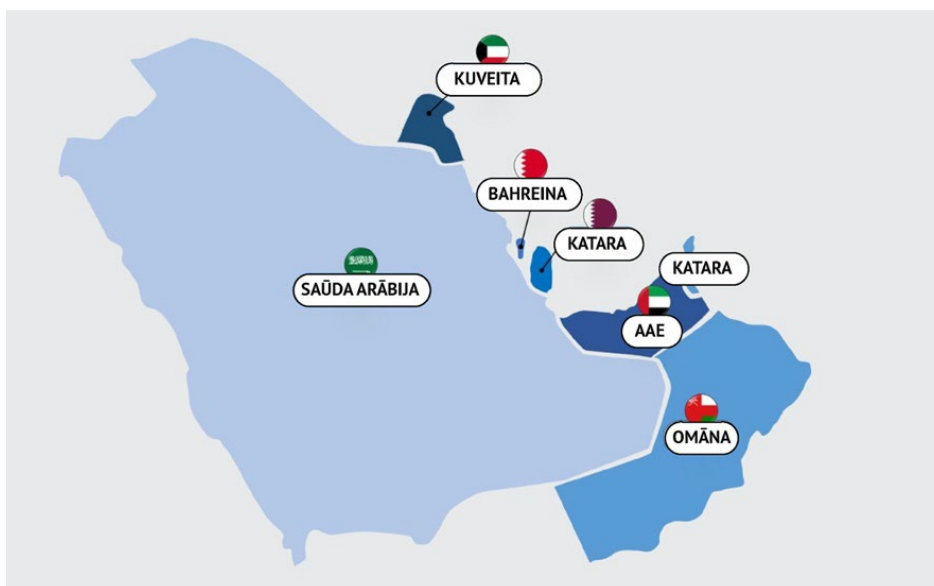 KUVEITA
BAHREINA
KATARA
KATARA
SAŪDA ARĀBIJA
AAE
OMĀNA